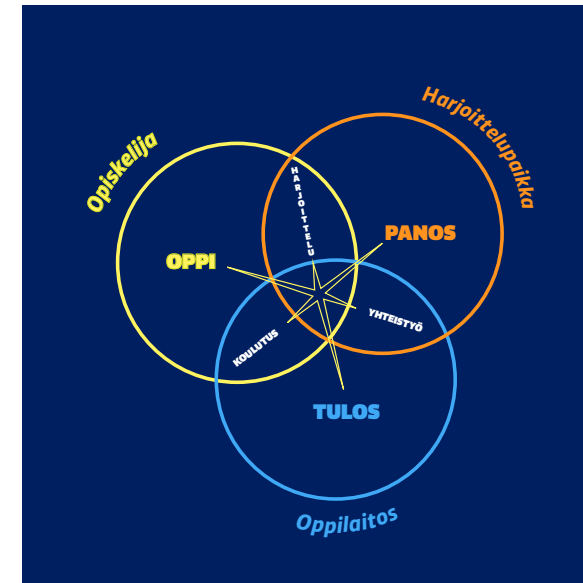 Harjoittelupaikka
Opiskelija
HARJOITTELU
PANOS
OPPI
YHTEISTYÖ
KOULUTUS
TULOS
Oppilaitos